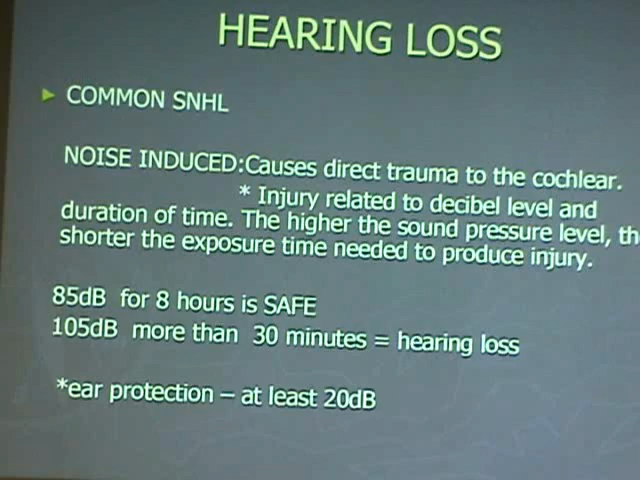 HEARING LOSS
► COMMON SNHL
NOISE INDUCED:Causes direct trauma to the cochlear.
* Injury related to decibel level and
duration of time. The higher the sound pressure level, th
shorter the exposure time needed to produce injury.
85dB for 8 hours is SAFE
105dB more than 30 minutes = hearing loss
*ear protection – at least 20dB